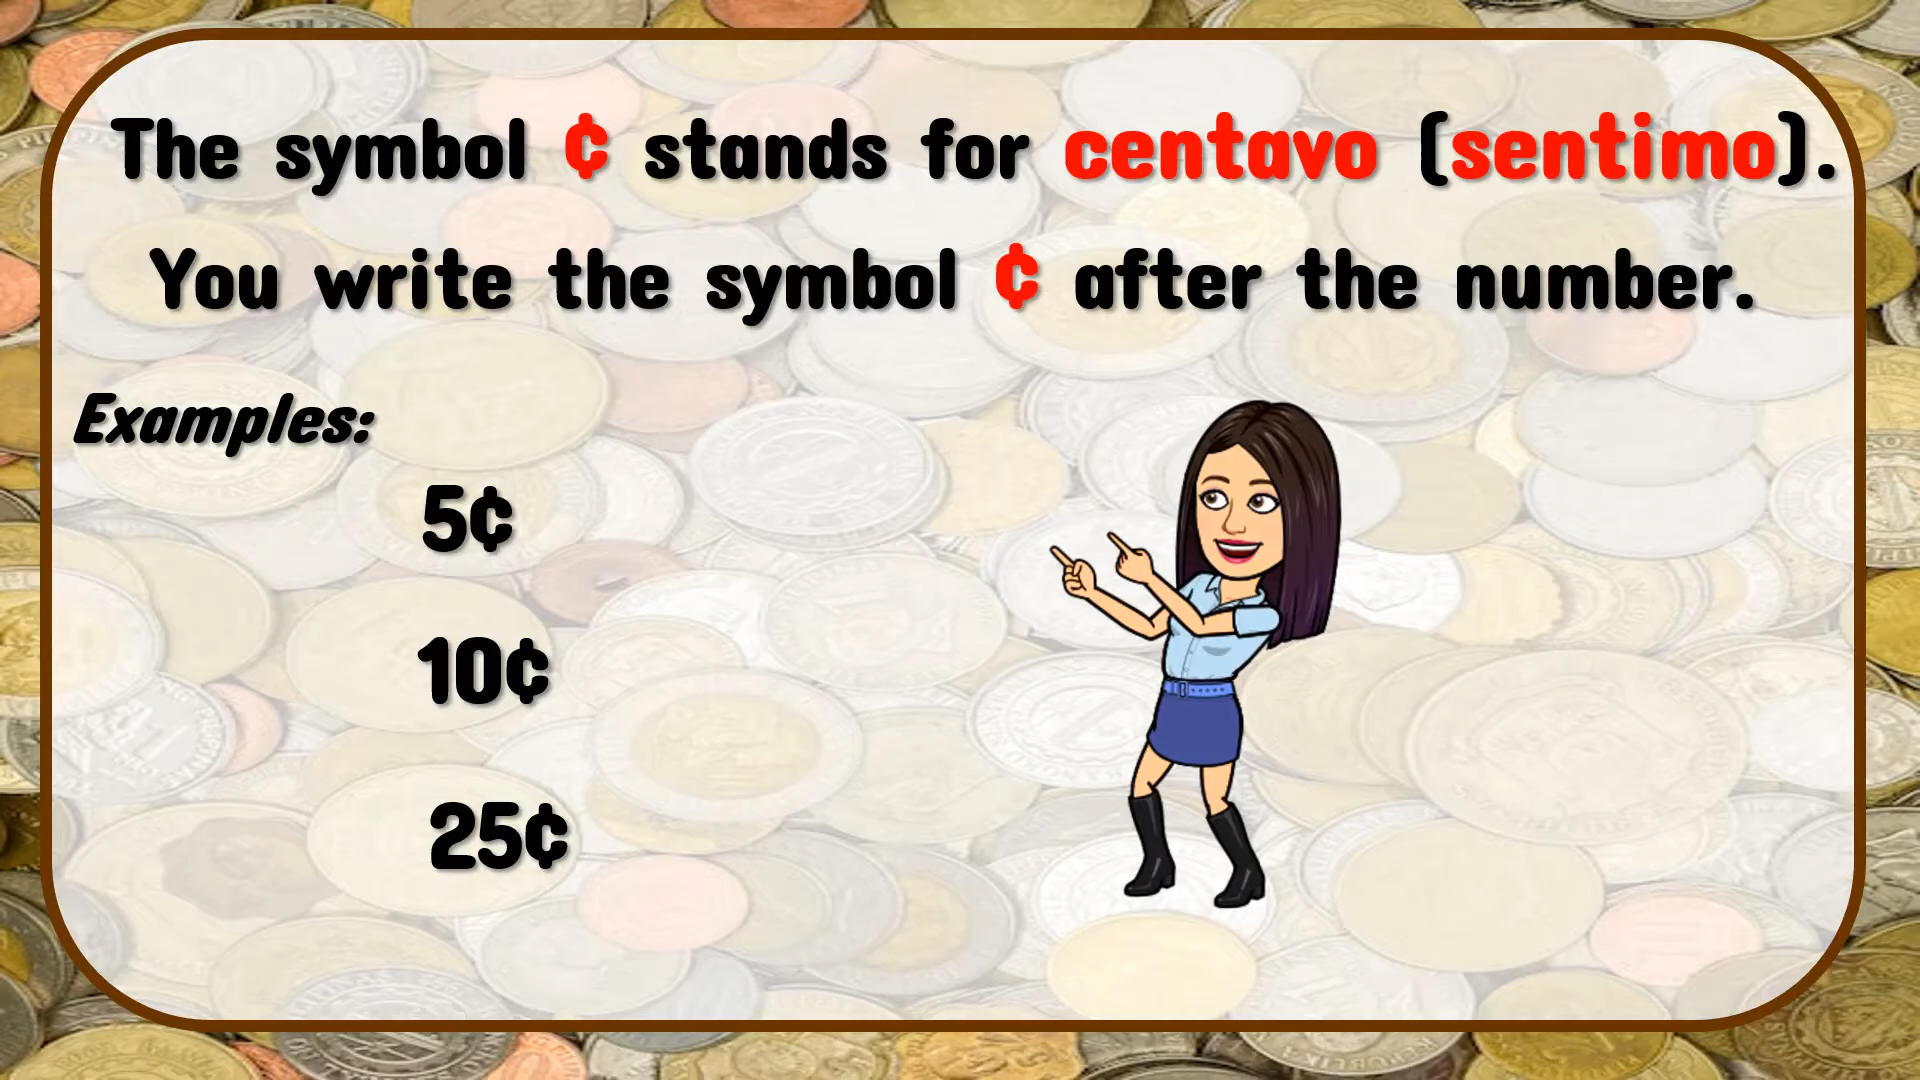 The symbol ¢ stands for centavo (sentimo).
You write the symbol ¢ after the number.
Examples:
5¢
10¢
25¢